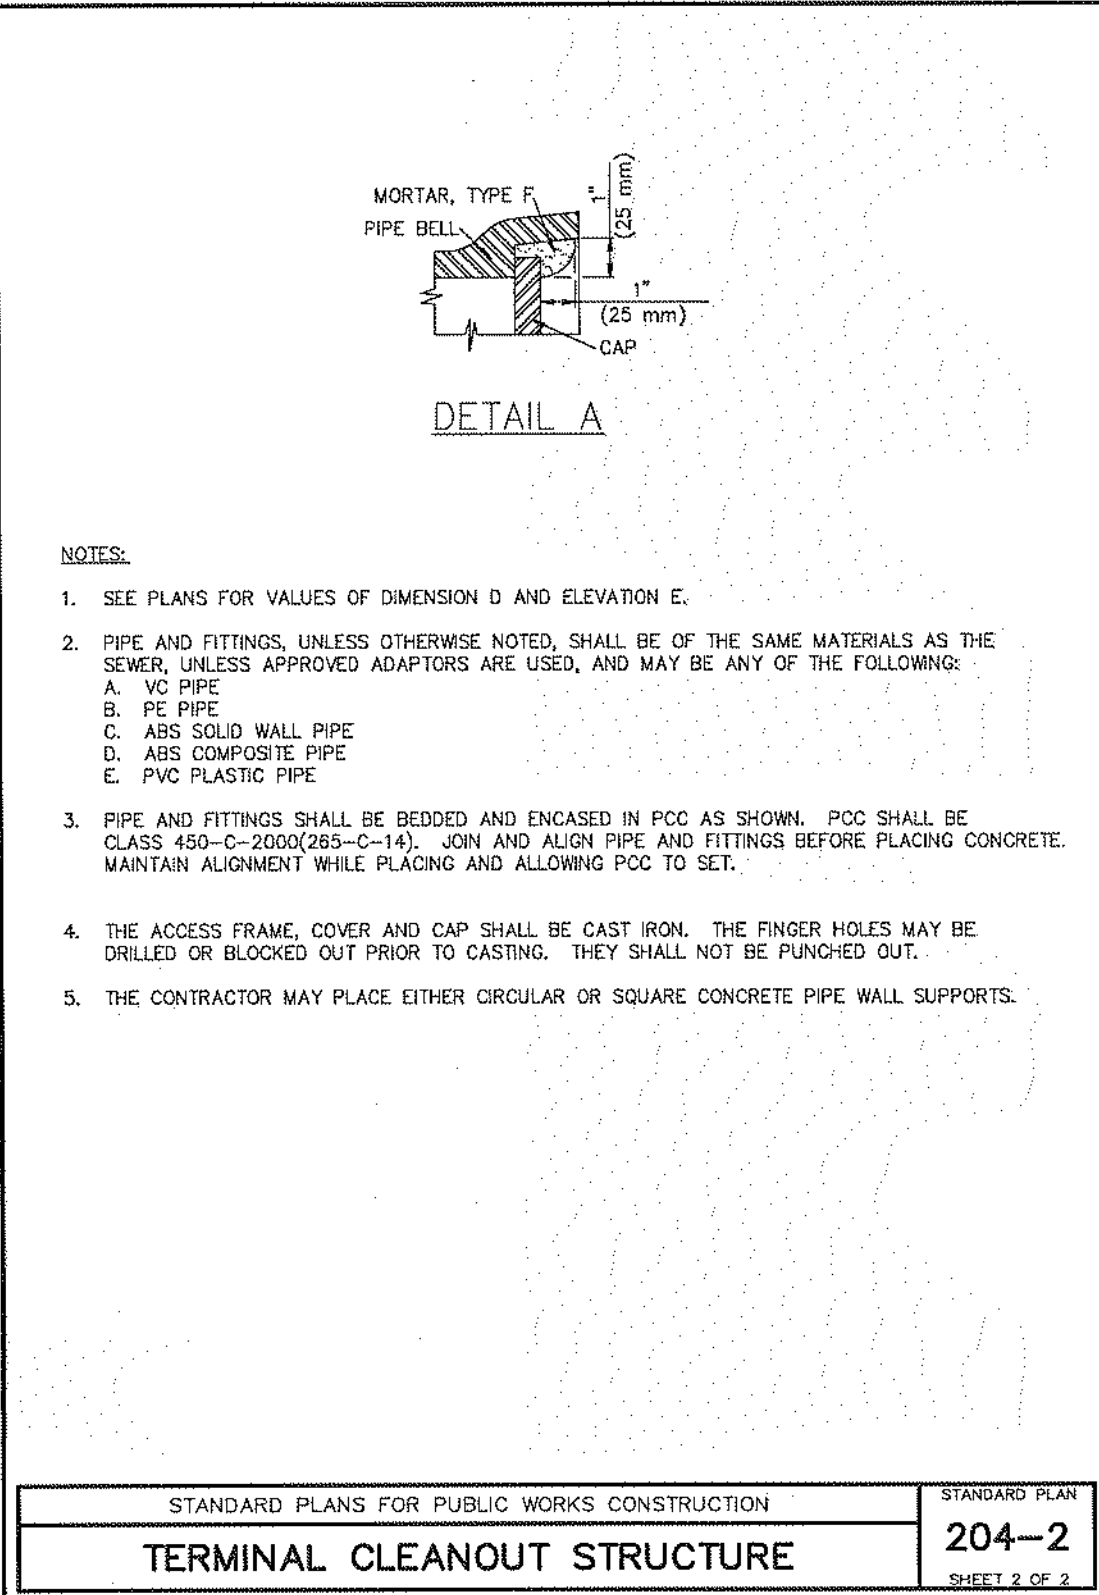 MORTAR, TYPE F
PIPE BELL
1"
(25 mm)
1"
(25 mm)
CAP
DETAIL A
NOTES:
1. SEE PLANS FOR VALUES OF DIMENSION D AND ELEVATION E.
2. PIPE AND FITTINGS, UNLESS OTHERWISE NOTED, SHALL BE OF THE SAME MATERIALS AS THE
SEWER, UNLESS APPROVED ADAPTORS ARE USED, AND MAY BE ANY OF THE FOLLOWING:
A. VC PIPE
B. PE PIPE
C. ABS SOLID WALL PIPE
D. ABS COMPOSITE PIPE
E. PVC PLASTIC PIPE
3. PIPE AND FITTINGS SHALL BE BEDDED AND ENCASED IN PCC AS SHOWN. PCC SHALL BE
CLASS 450-C-2000(265-C-14). JOIN AND ALIGN PIPE AND FITTINGS BEFORE PLACING CONCRETE.
MAINTAIN ALIGNMENT WHILE PLACING AND ALLOWING PCC TO SET.
4. THE ACCESS FRAME, COVER AND CAP SHALL BE CAST IRON. THE FINGER HOLES MAY BE
DRILLED OR BLOCKED OUT PRIOR TO CASTING. THEY SHALL NOT BE PUNCHED OUT.
5. THE CONTRACTOR MAY PLACE EITHER CIRCULAR OR SQUARE CONCRETE PIPE WALL SUPPORTS.
STANDARD PLANS FOR PUBLIC WORKS CONSTRUCTION
TERMINAL CLEANOUT STRUCTURE
STANDARD PLAN
204-2
SHEET 2 OF 2